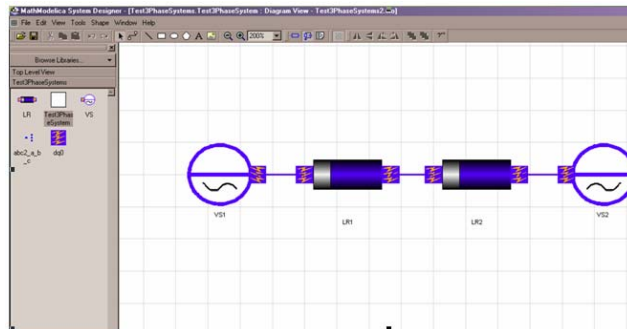 MathModelica System Designer - [Test3PhaseSystems.Test3PhaseSystem : Diagram View - Test3PhaseSystems2.mo]
File Edit View Tools Shape Window Help
200%
Browse Libraries...
Top Level View
Test3PhaseSystems
LR
Test3Phas
eSystem
VS
abc2_a_b
_c
dq0
VS1
LR1
LR2
VS2